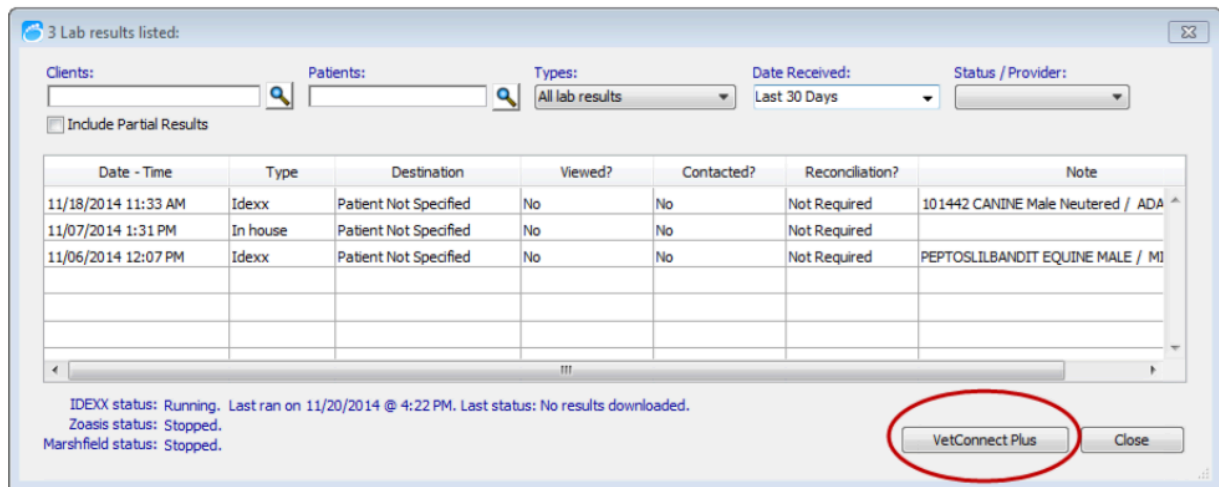 3 Lab results listed:
Clients: Patients: Types: Date Received: Status / Provider:
All lab results Last 30 Days
Include Partial Results
Date - Time Type Destination Viewed? Contacted? Reconciliation? Note
11/18/2014 11:33 AM Idexx Patient Not Specified No No Not Required 101442 CANINE Male Neutered / ADA
11/07/2014 1:31 PM In house Patient Not Specified No No Not Required
11/06/2014 12:07 PM Idexx Patient Not Specified No No Not Required PEPTOSLILBANDIT EQUINE MALE / MI
IDEXX status: Running. Last ran on 11/20/2014 @ 4:22 PM. Last status: No results downloaded.
Zoasis status: Stopped.
Marshfield status: Stopped.
VetConnect Plus Close